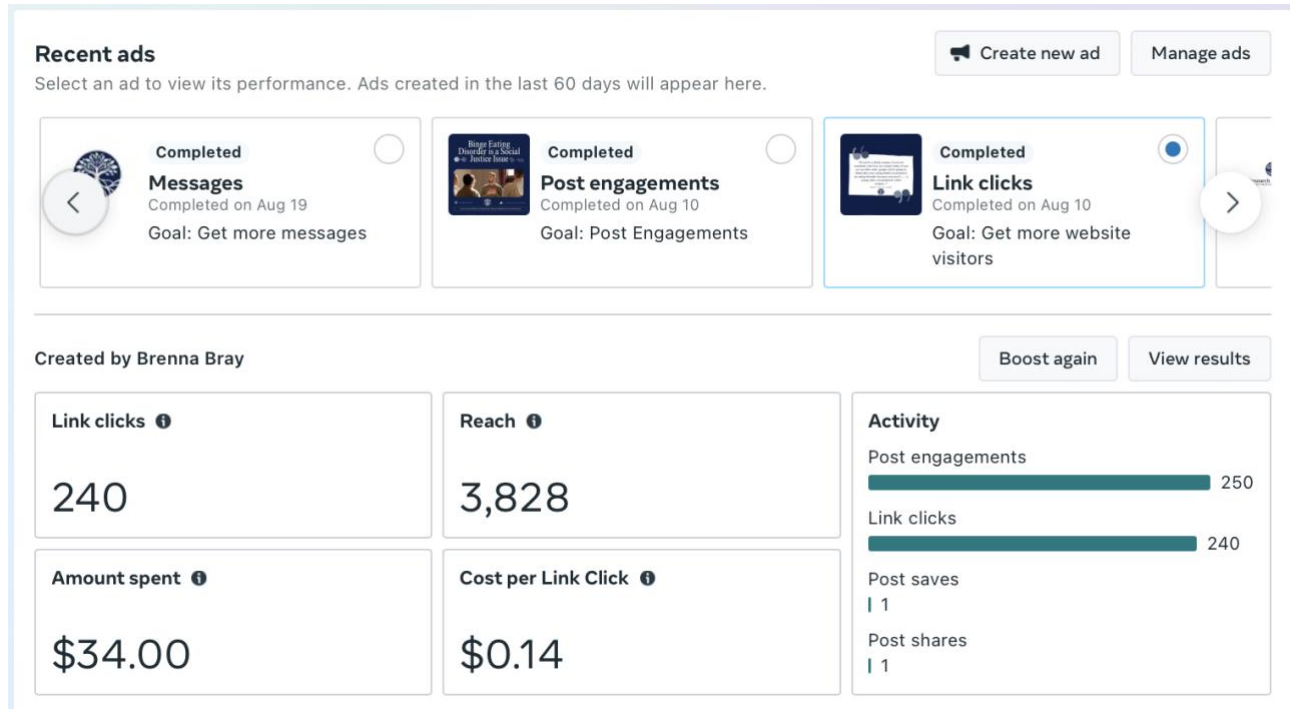 Recent ads
Create new ad
Manage ads
Select an ad to view its performance. Ads created in the last 60 days will appear here.
Completed
Messages
Completed on Aug 19
Goal: Get more messages
Binge Eating
Disorder is a Social
Justice Issue
Completed
Post engagements
Completed on Aug 10
Goal: Post Engagements
Completed
Link clicks
Completed on Aug 10
Goal: Get more website
visitors
Created by Brenna Bray
Boost again
View results
Link clicks
240
Reach
3,828
Amount spent
$34.00
Cost per Link Click
$0.14
Activity
Post engagements
250
Link clicks
240
Post saves
1
Post shares
1